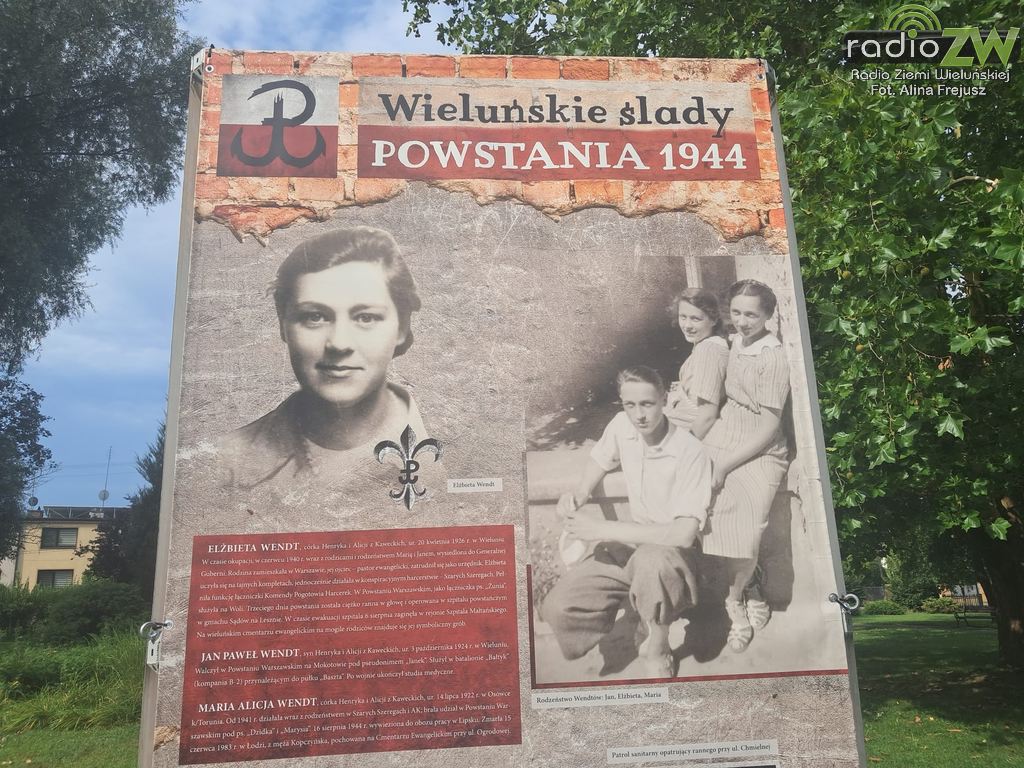 radioZW
Radio Ziemi Wieluńskiej
Fot. Alina Frejusz
Wieluńskie ślady
POWSTANIA 1944
Elżbieta Wendt
ELŻBIETA WENDT, córka Henryka i Alicji z Kaweckich, ur. 20 kwietnia 1926 r. w Wieluniu.
W czasie okupacji, w czerwcu 1940 r. wraz z rodzicami i rodzeństwem Marią i Janem, wysiedlona do Generalnej
Guberni. Rodzina zamieszkała w Warszawie, jej ojciec – pastor ewangelicki, zatrudnił się jako urzędnik. Elżbieta
uczyła się na tajnych kompletach, jednocześnie działała w konspiracyjnym harcerstwie – Szarych Szeregach. Peł-
niła funkcję łączniczki Komendy Pogotowia Harcerek. W Powstaniu Warszawskim, jako łączniczka ps. „Żunia",
służyła na Woli. Trzeciego dnia powstania została ciężko ranna w głowę i operowana w szpitalu powstańczym
w gmachu Sądów na Lesznie. W czasie ewakuacji szpitala 6 sierpnia zaginęła w rejonie Szpitala Maltańskiego.
Na wieluńskim cmentarzu ewangelickim na mogile rodziców znajduje się jej symboliczny grób.
JAN PAWEŁ WENDT, syn Henryka i Alicji z Kaweckich, ur. 3 października 1924 r. w Wieluniu.
Walczył w Powstaniu Warszawskim na Mokotowie pod pseudonimem „Janek". Służył w batalionie „Bałtyk"
(kompania B-2) przynależącym do pułku „Baszta". Po wojnie ukończył studia medyczne.
MARIA ALICJA WENDT, córka Henryka i Alicji z Kaweckich, ur. 14 lipca 1922 r. w Osówce
k/Torunia. Od 1941 r. działała wraz z rodzeństwem w Szarych Szeregach i AK; brała udział w Powstaniu War-
szawskim pod ps. „Dzidka" i „Marysia". 16 sierpnia 1944 r. wywieziona do obozu pracy w Lipsku. Zmarła 15
czerwca 1983 r. w Łodzi, z męża Kopczyńska, pochowana na Cmentarzu Ewangelickim przy ul. Ogrodowej.
Rodzeństwo Wendtów: Jan, Elżbieta, Maria
Patrol sanitarny opatrujący rannego przy ul. Chmielnej